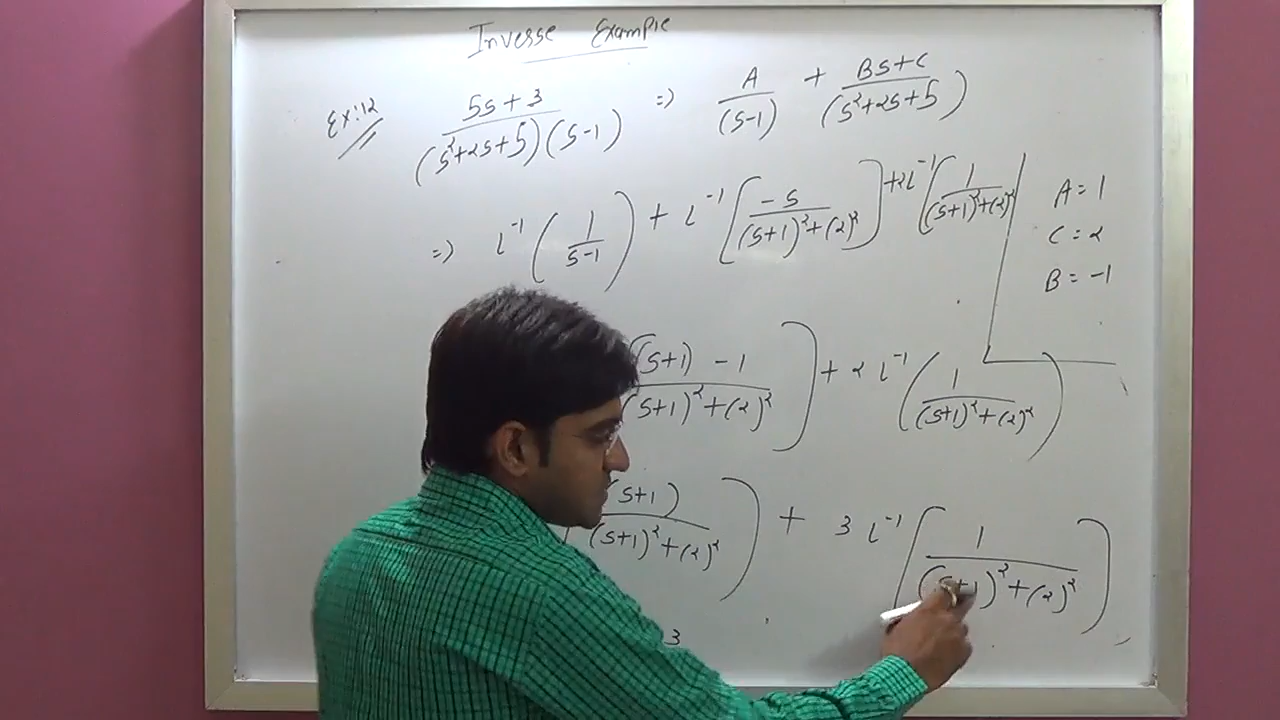 Inverse Example
Ex:12 5s+3/(s²+2s+5)(s-1) => A/(s-1) + Bs+C/(s²+2s+5)
=> L⁻¹(1/s-1) + L⁻¹[-s/(s+1)²+(2)²] +2L⁻¹[1/(s+1)²+(2)²]
A=1
C=2
B=-1
(s+1)-1/(s+1)²+(2)²) + 2 L⁻¹(1/(s+1)²+(2)²)
(s+1)/(s+1)²+(2)²) + 3 L⁻¹[1/(s+1)²+(2)²]
3